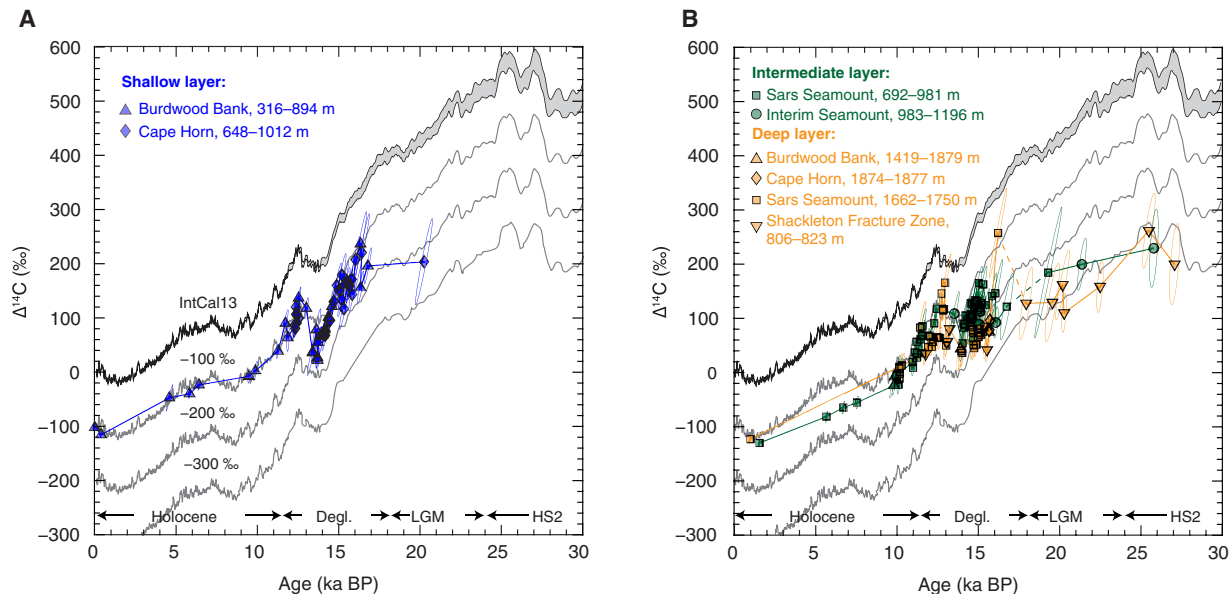 A
Δ¹⁴C (‰)
600
500
400
300
200
100
0
−100
−200
−300
Shallow layer:
Burdwood Bank, 316–894 m
Cape Horn, 648–1012 m
IntCal13
−100 ‰
−200 ‰
−300 ‰
Holocene Degl. LGM HS2
0 5 10 15 20 25 30
Age (ka BP)
B
Δ¹⁴C (‰)
600
500
400
300
200
100
0
−100
−200
−300
Intermediate layer:
Sars Seamount, 692–981 m
Interim Seamount, 983–1196 m
Deep layer:
Burdwood Bank, 1419–1879 m
Cape Horn, 1874–1877 m
Sars Seamount, 1662–1750 m
Shackleton Fracture Zone,
806–823 m
Holocene Degl. LGM HS2
0 5 10 15 20 25 30
Age (ka BP)